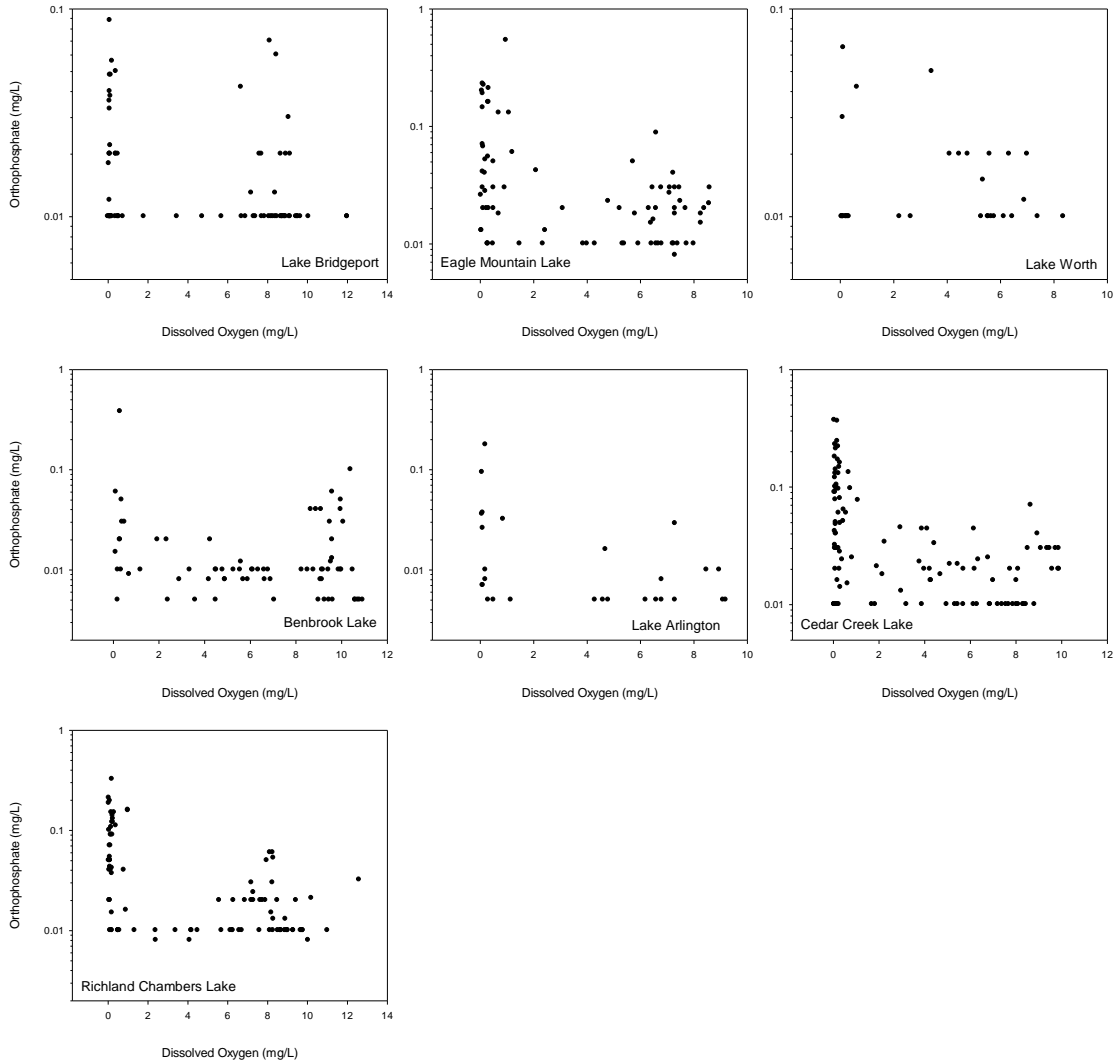 0.1
1
0.1
Orthophosphate (mg/L)
0.1
0.01
0.01
0.01
Lake Bridgeport
Eagle Mountain Lake
Lake Worth
0 2 4 6 8 10 12 14
0 2 4 6 8 10
0 2 4 6 8 10
Dissolved Oxygen (mg/L)
Dissolved Oxygen (mg/L)
Dissolved Oxygen (mg/L)
1
1
1
Orthophosphate (mg/L)
0.1
0.1
0.1
0.01
0.01
0.01
Benbrook Lake
Lake Arlington
Cedar Creek Lake
0 2 4 6 8 10 12
0 2 4 6 8 10
0 2 4 6 8 10 12
Dissolved Oxygen (mg/L)
Dissolved Oxygen (mg/L)
Dissolved Oxygen (mg/L)
1
Orthophosphate (mg/L)
0.1
0.01
Richland Chambers Lake
0 2 4 6 8 10 12 14
Dissolved Oxygen (mg/L)